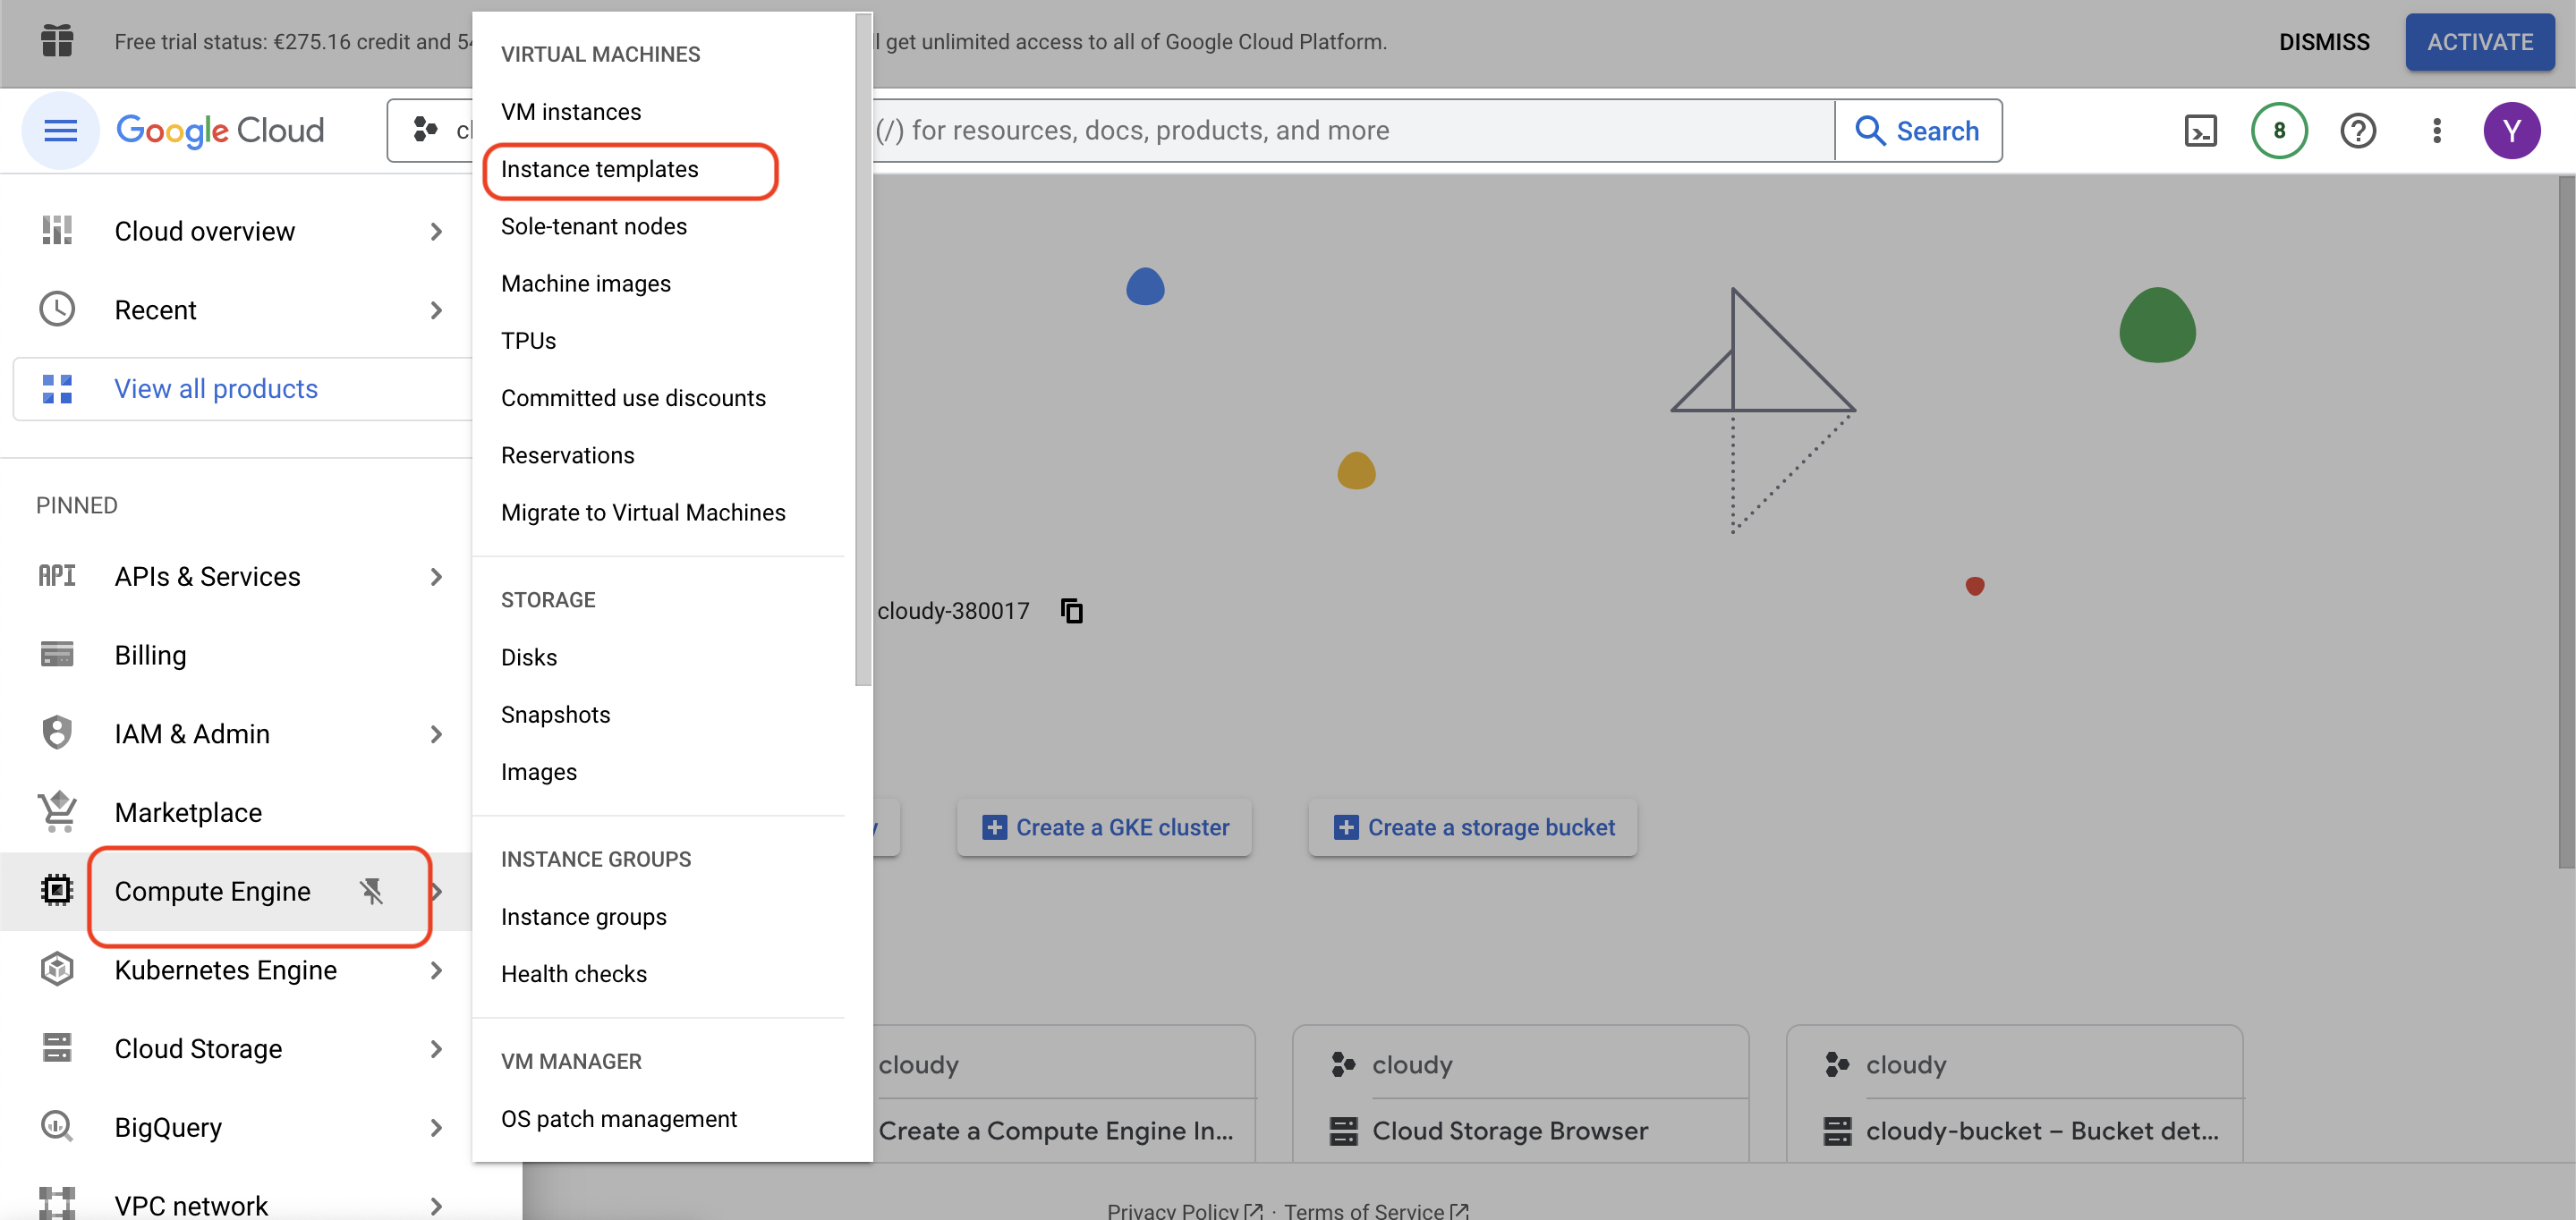 Free trial status: €275.16 credit and 5
get unlimited access to all of Google Cloud Platform.
DISMISS
ACTIVATE
Google Cloud
(/) for resources, docs, products, and more
Search
8
Y
Cloud overview
Recent
View all products
PINNED
API APIs & Services
Billing
IAM & Admin
Marketplace
Compute Engine
Kubernetes Engine
Cloud Storage
BigQuery
VPC network
VIRTUAL MACHINES
VM instances
Instance templates
Sole-tenant nodes
Machine images
TPUs
Committed use discounts
Reservations
Migrate to Virtual Machines
STORAGE
Disks
Snapshots
Images
INSTANCE GROUPS
Instance groups
Health checks
VM MANAGER
OS patch management
cloudy-380017
Create a GKE cluster
Create a storage bucket
cloudy
Create a Compute Engine In...
cloudy
Cloud Storage Browser
cloudy
cloudy-bucket – Bucket det...
Privacy Policy · Terms of Service